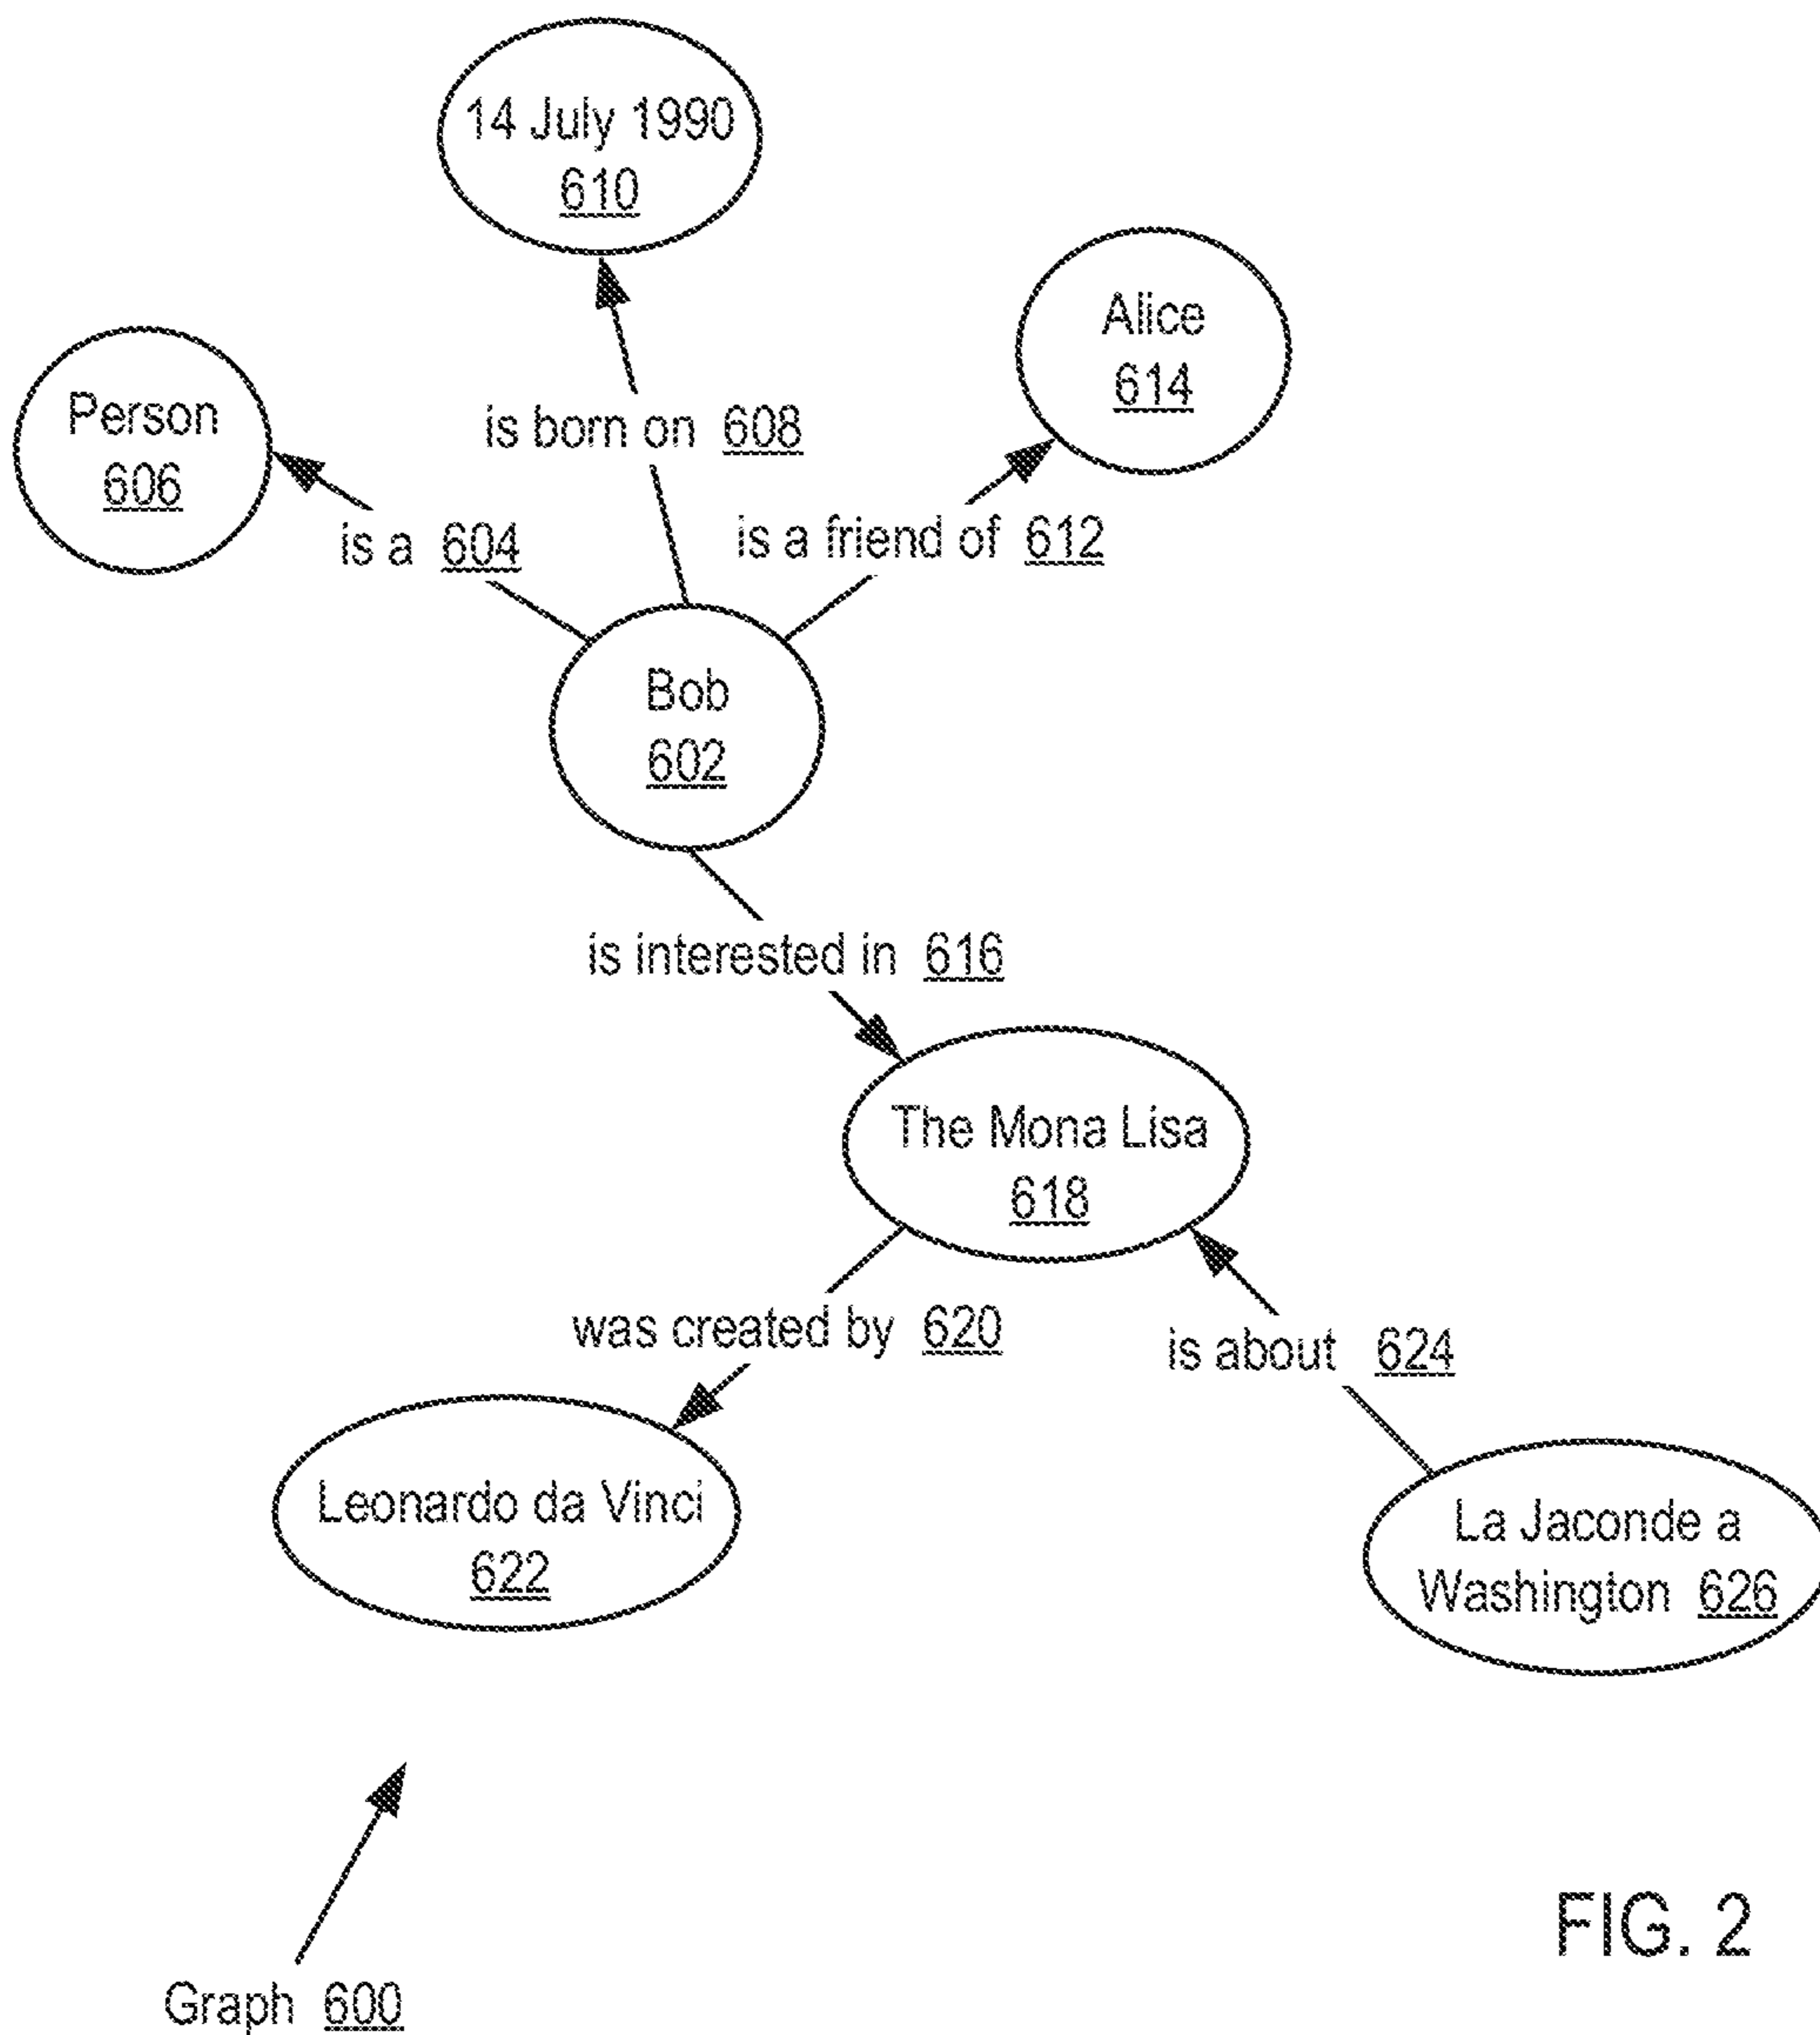 14 July 1990
610
Alice
614
Person
606
is born on 608
is a 604
is a friend of 612
Bob
602
is interested in 616
The Mona Lisa
618
was created by 620
is about 624
Leonardo da Vinci
622
La Jaconde a
Washington 626
FIG. 2
Graph 600